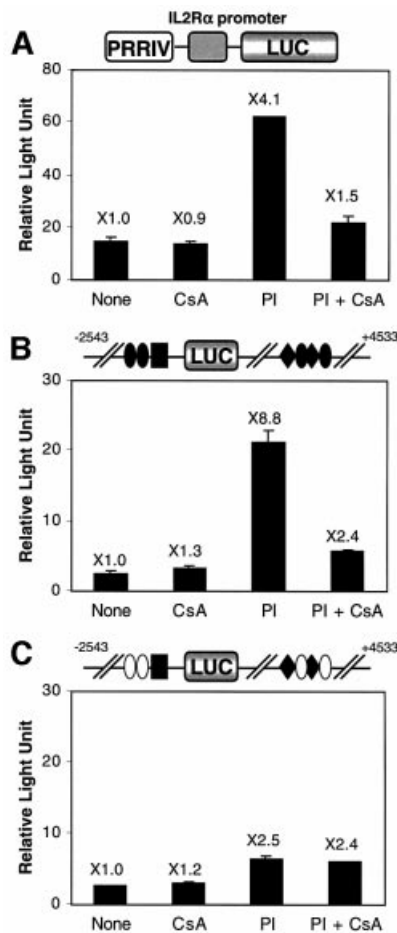 IL2Rα promoter
A
PRRIV
LUC
Relative Light Unit
80
60
40
20
0
X1.0
X0.9
X4.1
X1.5
None
CsA
PI
PI + CsA
B
-2543
+4533
LUC
Relative Light Unit
30
20
10
0
X1.0
X1.3
X8.8
X2.4
None
CsA
PI
PI + CsA
C
-2543
+4533
LUC
Relative Light Unit
30
20
10
0
X1.0
X1.2
X2.5
X2.4
None
CsA
PI
PI + CsA